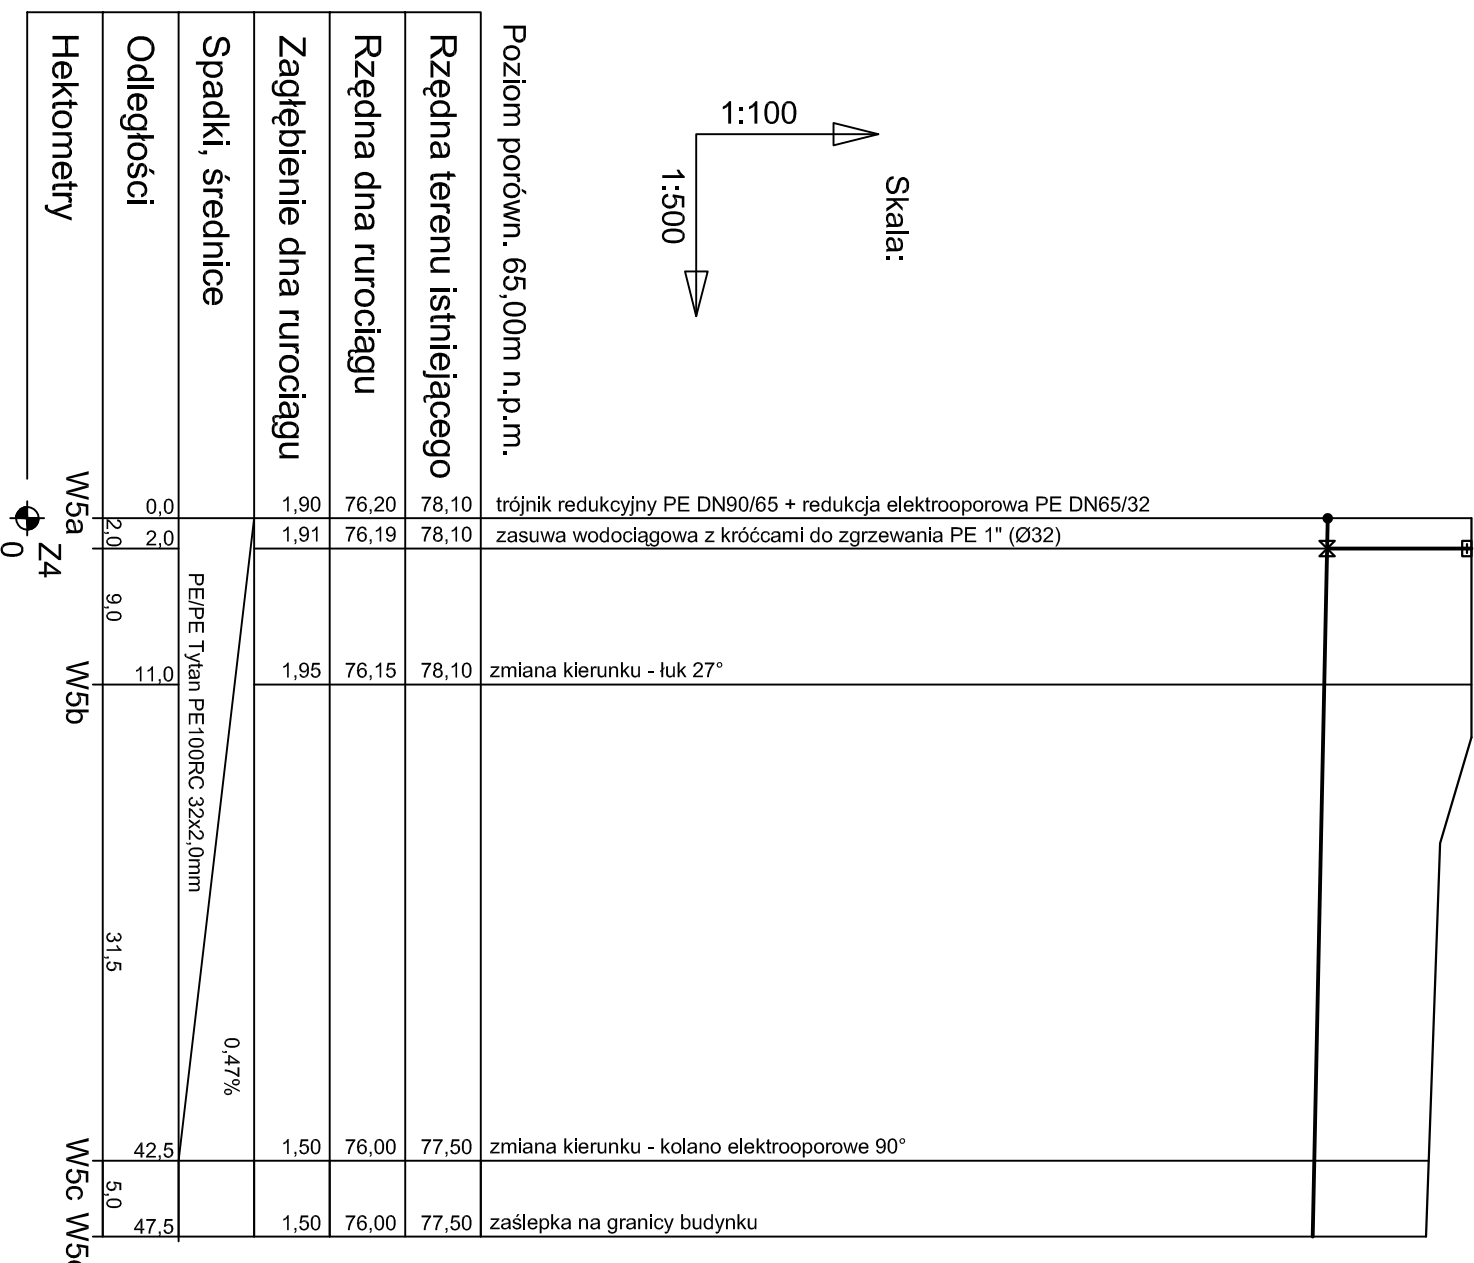 Skala:
1:100
1:500
Poziom porówn. 65,00m n.p.m.
Rzędna terenu istniejącego
78,10
78,10
78,10
77,50
77,50
Rzędna dna rurociągu
76,20
76,19
76,15
76,00
76,00
Zagłębienie dna rurociągu
1,90
1,91
1,95
1,50
1,50
Spadki, średnice
0,47%
PE/PE Tytan PE100RC 32x2,0mm
Odległości
0,0
2,0
11,0
42,5
47,5
2,0
9,0
31,5
5,0
Hektometry
W5a
W5b
W5c
Z4
0
trójnik redukcyjny PE DN90/65 + redukcja elektrooporowa PE DN65/32
zasuwa wodociągowa z króćcami do zgrzewania PE 1" (Ø32)
zmiana kierunku - łuk 27°
zmiana kierunku - kolano elektrooporowe 90°
zaślepka na granicy budynku